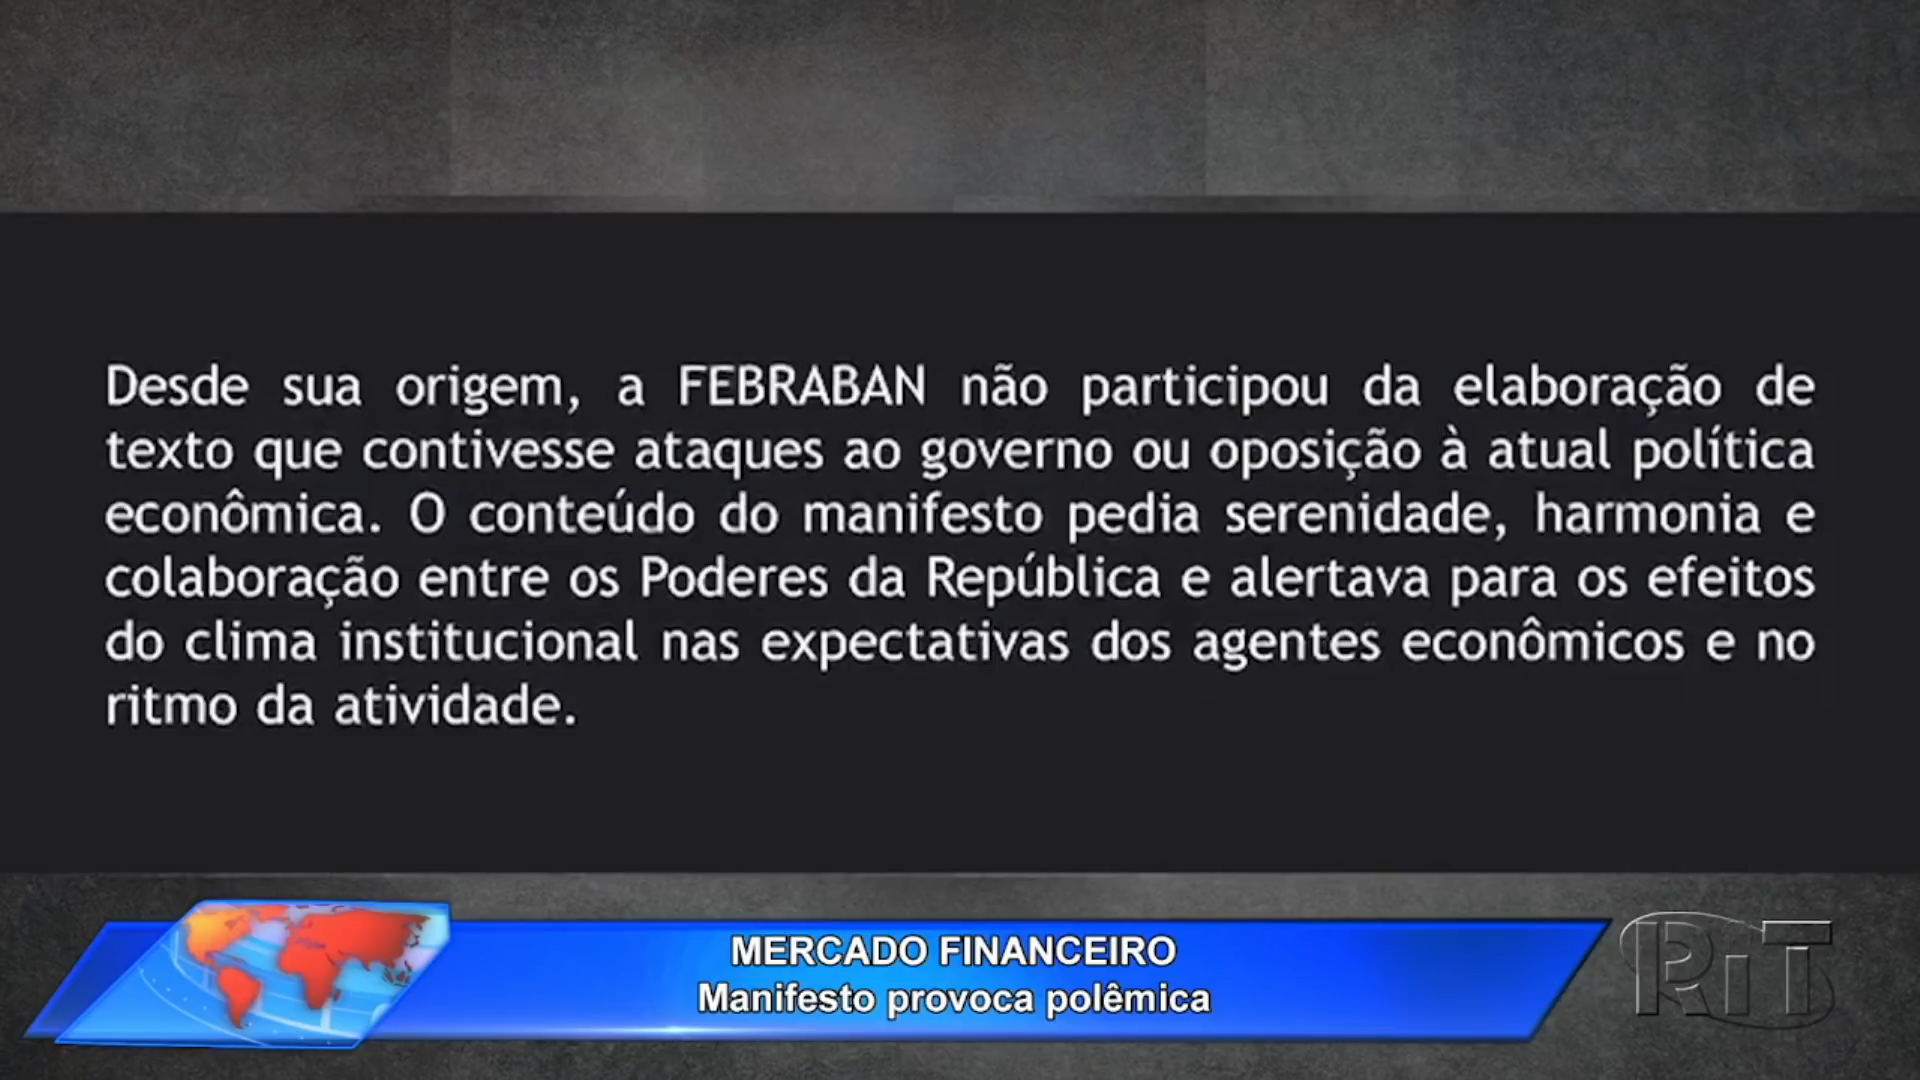 Desde sua origem, a FEBRABAN não participou da elaboração de
texto que contivesse ataques ao governo ou oposição à atual política
econômica. O conteúdo do manifesto pedia serenidade, harmonia e
colaboração entre os Poderes da República e alertava para os efeitos
do clima institucional nas expectativas dos agentes econômicos e no
ritmo da atividade.
MERCADO FINANCEIRO
Manifesto provoca polêmica
RiT